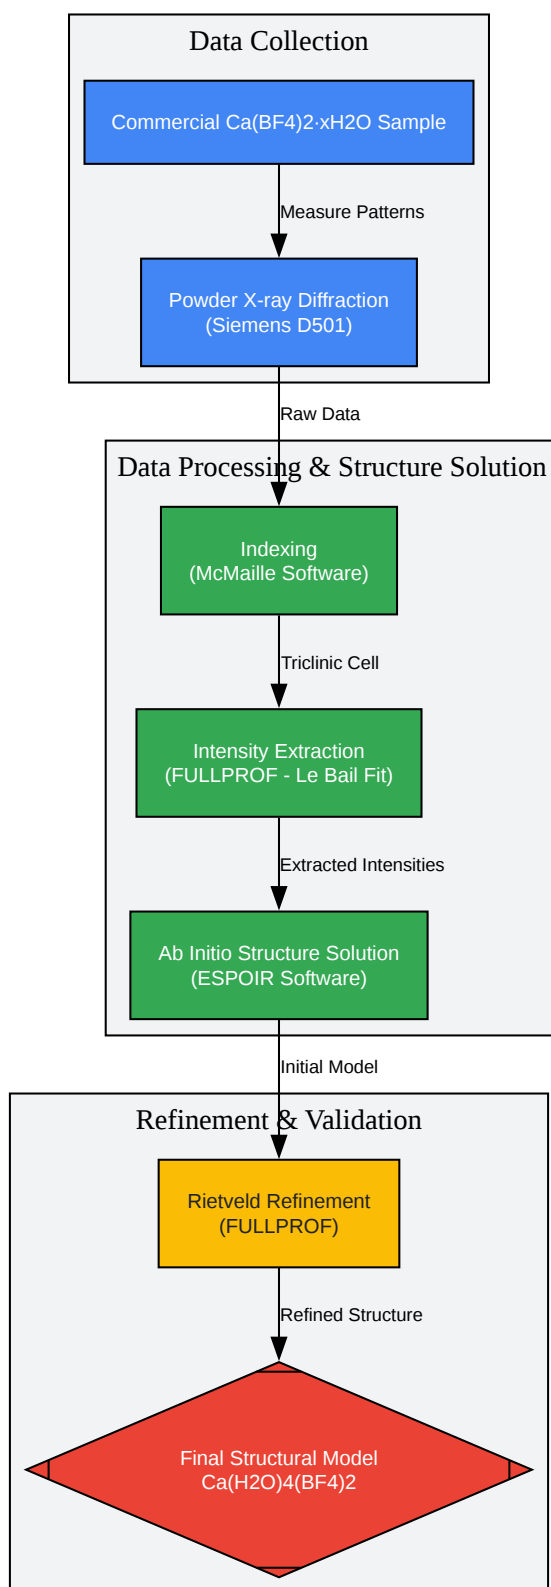 Data Collection
Commercial Ca(BF4)2·xH2O Sample
Measure Patterns
Powder X-ray Diffraction
(Siemens D501)
Raw Data
Data Processing & Structure Solution
Indexing
(McMaille Software)
Triclinic Cell
Intensity Extraction
(FULLPROF - Le Bail Fit)
Extracted Intensities
Ab Initio Structure Solution
(ESPOIR Software)
Initial Model
Refinement & Validation
Rietveld Refinement
(FULLPROF)
Refined Structure
Final Structural Model
Ca(H2O)4(BF4)2